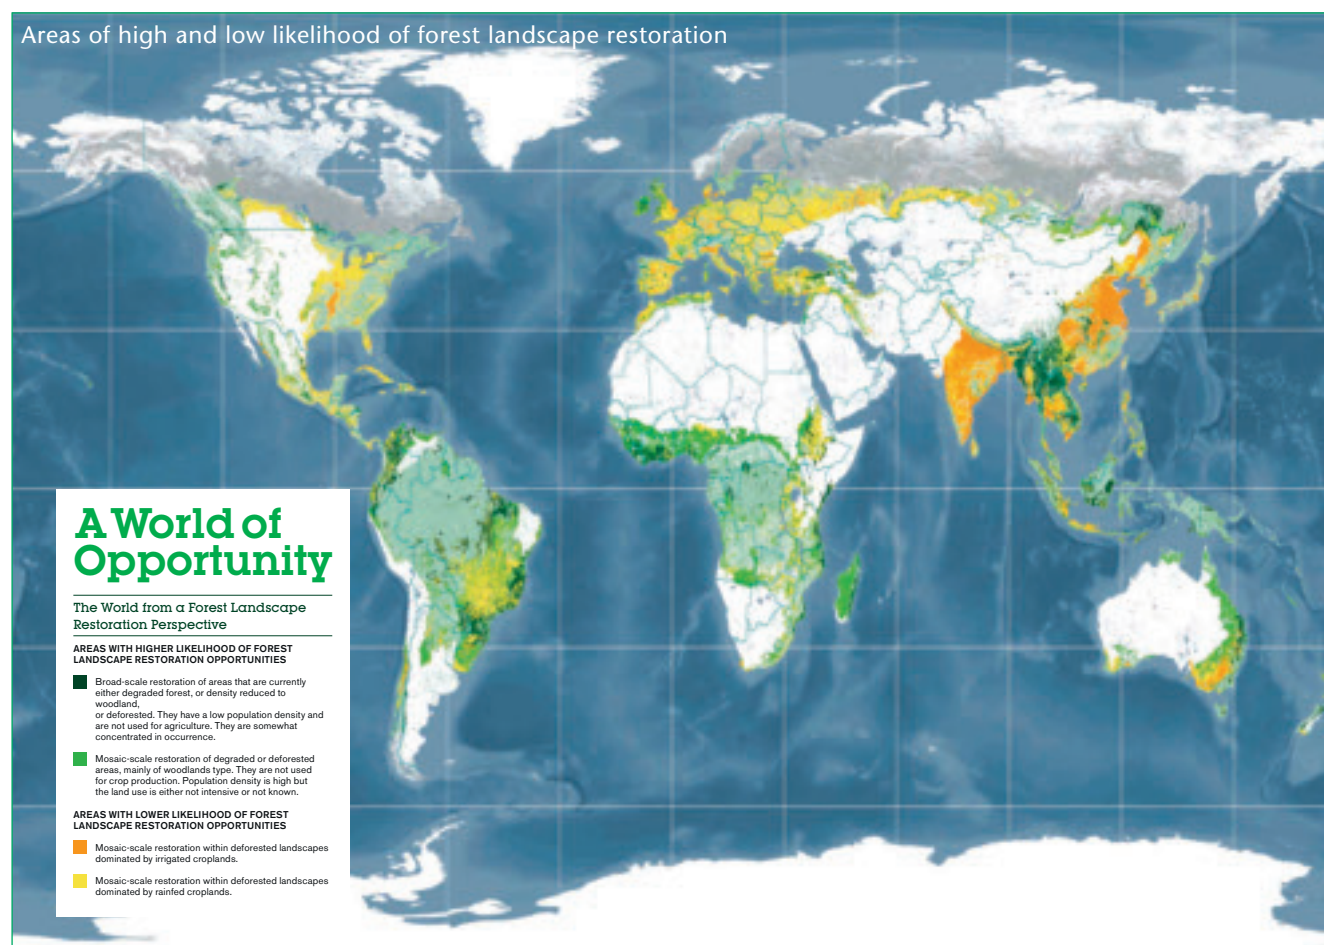 Areas of high and low likelihood of forest landscape restoration
A World of
Opportunity
The World from a Forest Landscape
Restoration Perspective
AREAS WITH HIGHER LIKELIHOOD OF FOREST
LANDSCAPE RESTORATION OPPORTUNITIES
Broad-scale restoration of areas that are currently
either degraded forest, or density reduced to
woodland,
or deforested. They have a low population density and
are not used for agriculture. They are somewhat
concentrated in occurrence.
Mosaic-scale restoration of degraded or deforested
areas, mainly of woodlands type. They are not used
for crop production. Population density is high but
the land use is either not intensive or not known.
AREAS WITH LOWER LIKELIHOOD OF FOREST
LANDSCAPE RESTORATION OPPORTUNITIES
Mosaic-scale restoration within deforested landscapes
dominated by irrigated croplands.
Mosaic-scale restoration within deforested landscapes
dominated by rainfed croplands.